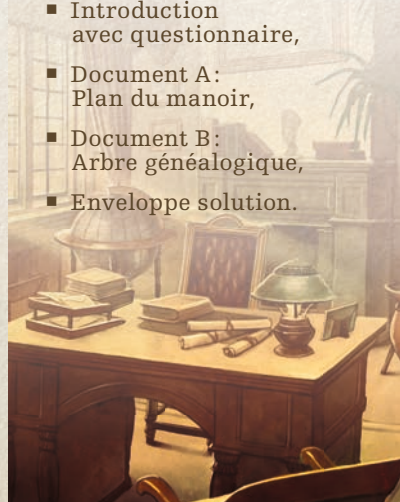 ▪ Introduction
avec questionnaire,
▪ Document A:
Plan du manoir,
▪ Document B:
Arbre généalogique,
▪ Enveloppe solution.